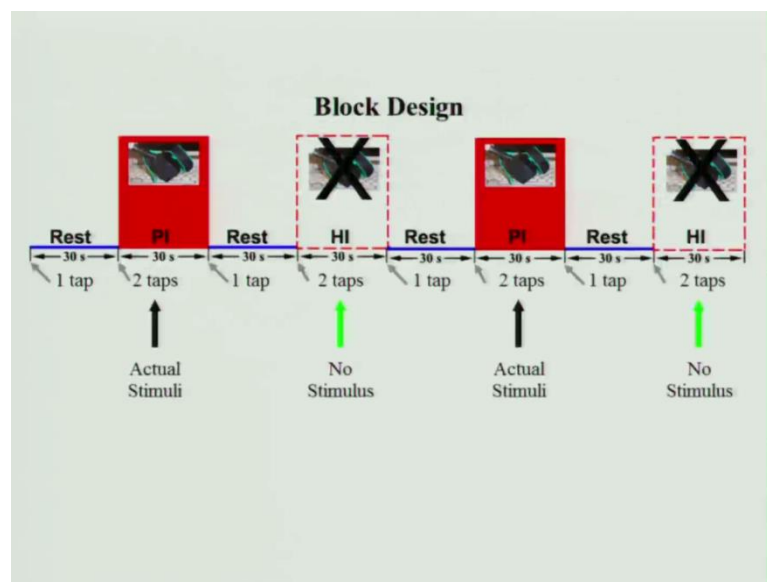 Block Design
Rest PI Rest HI Rest PI Rest HI
30 s 30 s 30 s 30 s 30 s 30 s 30 s 30 s
1 tap 2 taps 1 tap 2 taps 1 tap 2 taps 1 tap 2 taps
Actual No Actual No
Stimuli Stimulus Stimuli Stimulus